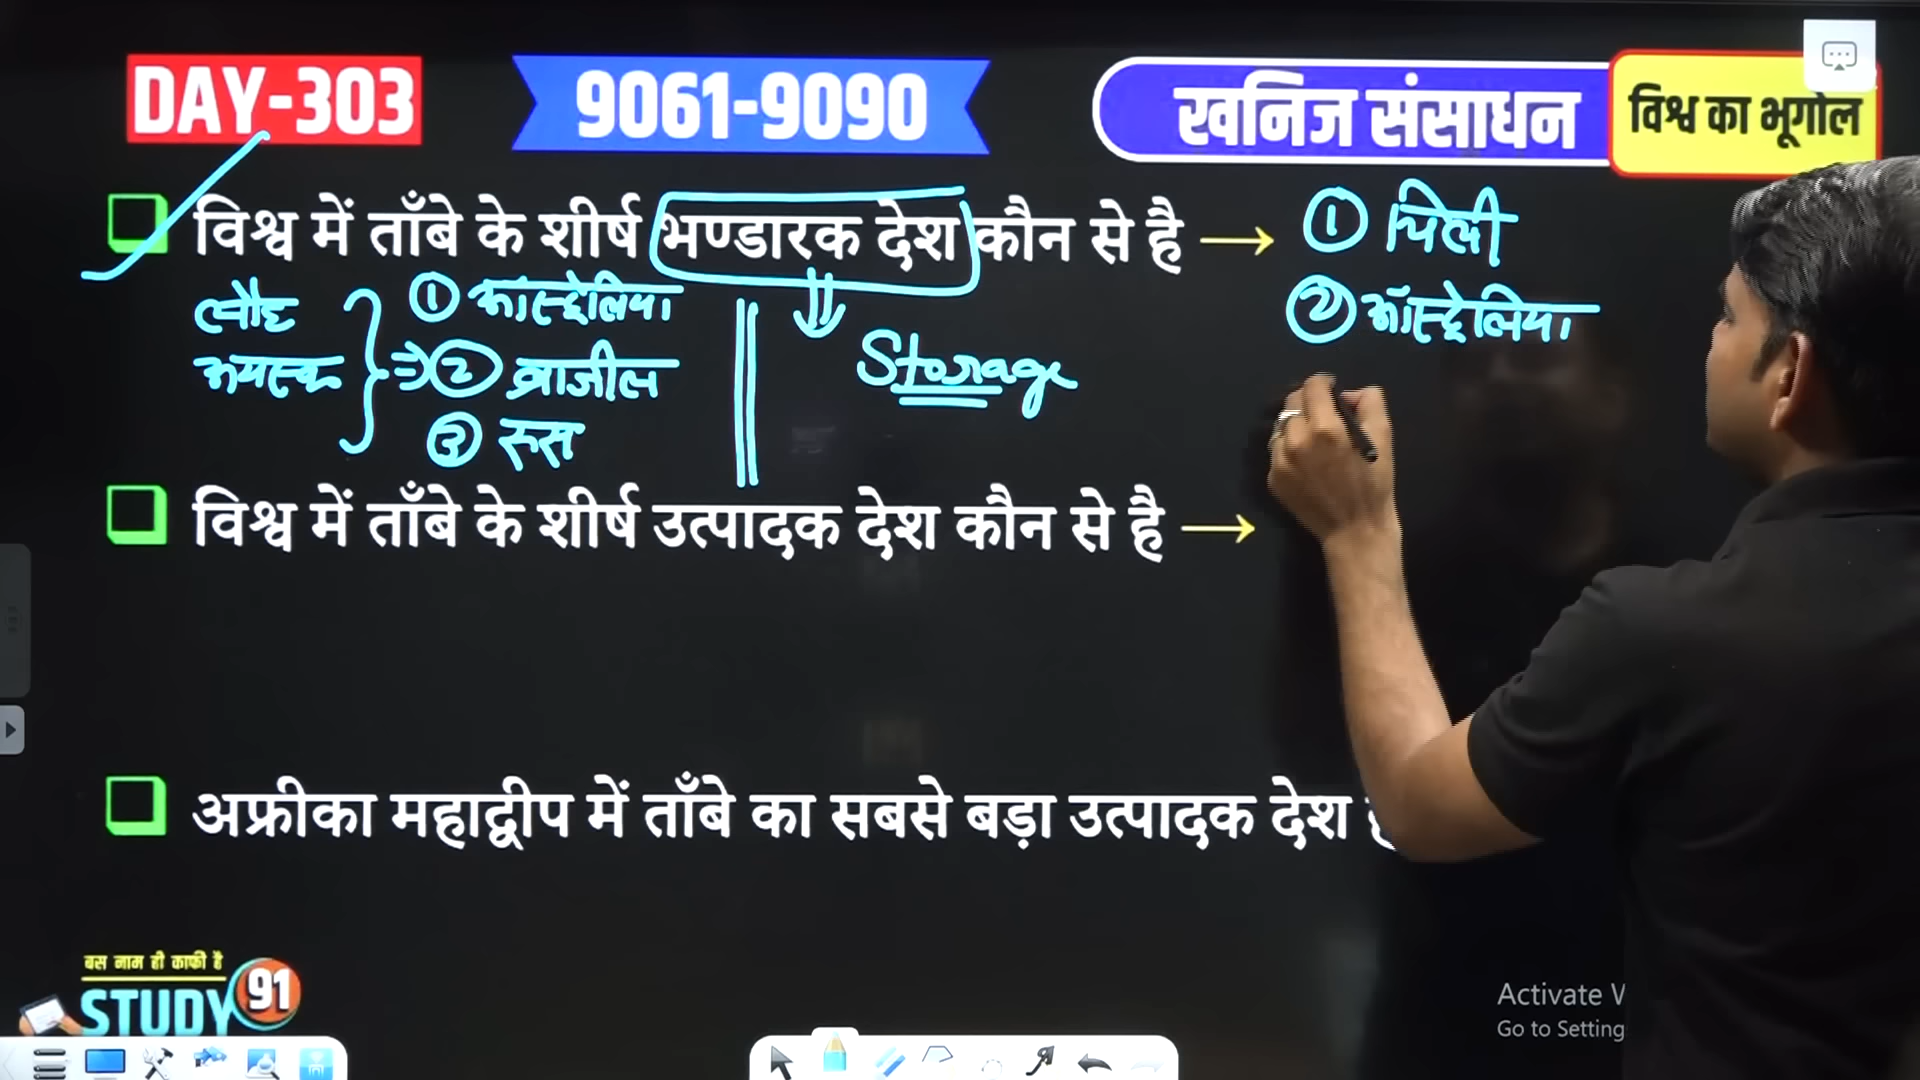 DAY-303
9061-9090
खनिज संसाधन
विश्व का भूगोल
विश्व में ताँबे के शीर्ष भण्डारक देश कौन से है →
① चिली
② ऑस्ट्रेलिया
लौह
अयस्क
① ऑस्ट्रेलिया
② ब्राजील
③ रूस
Storage
विश्व में ताँबे के शीर्ष उत्पादक देश कौन से है →
अफ्रीका महाद्वीप में ताँबे का सबसे बड़ा उत्पादक देश
बस नाम ही काफी है
STUDY 91
Activate
Go to Setting